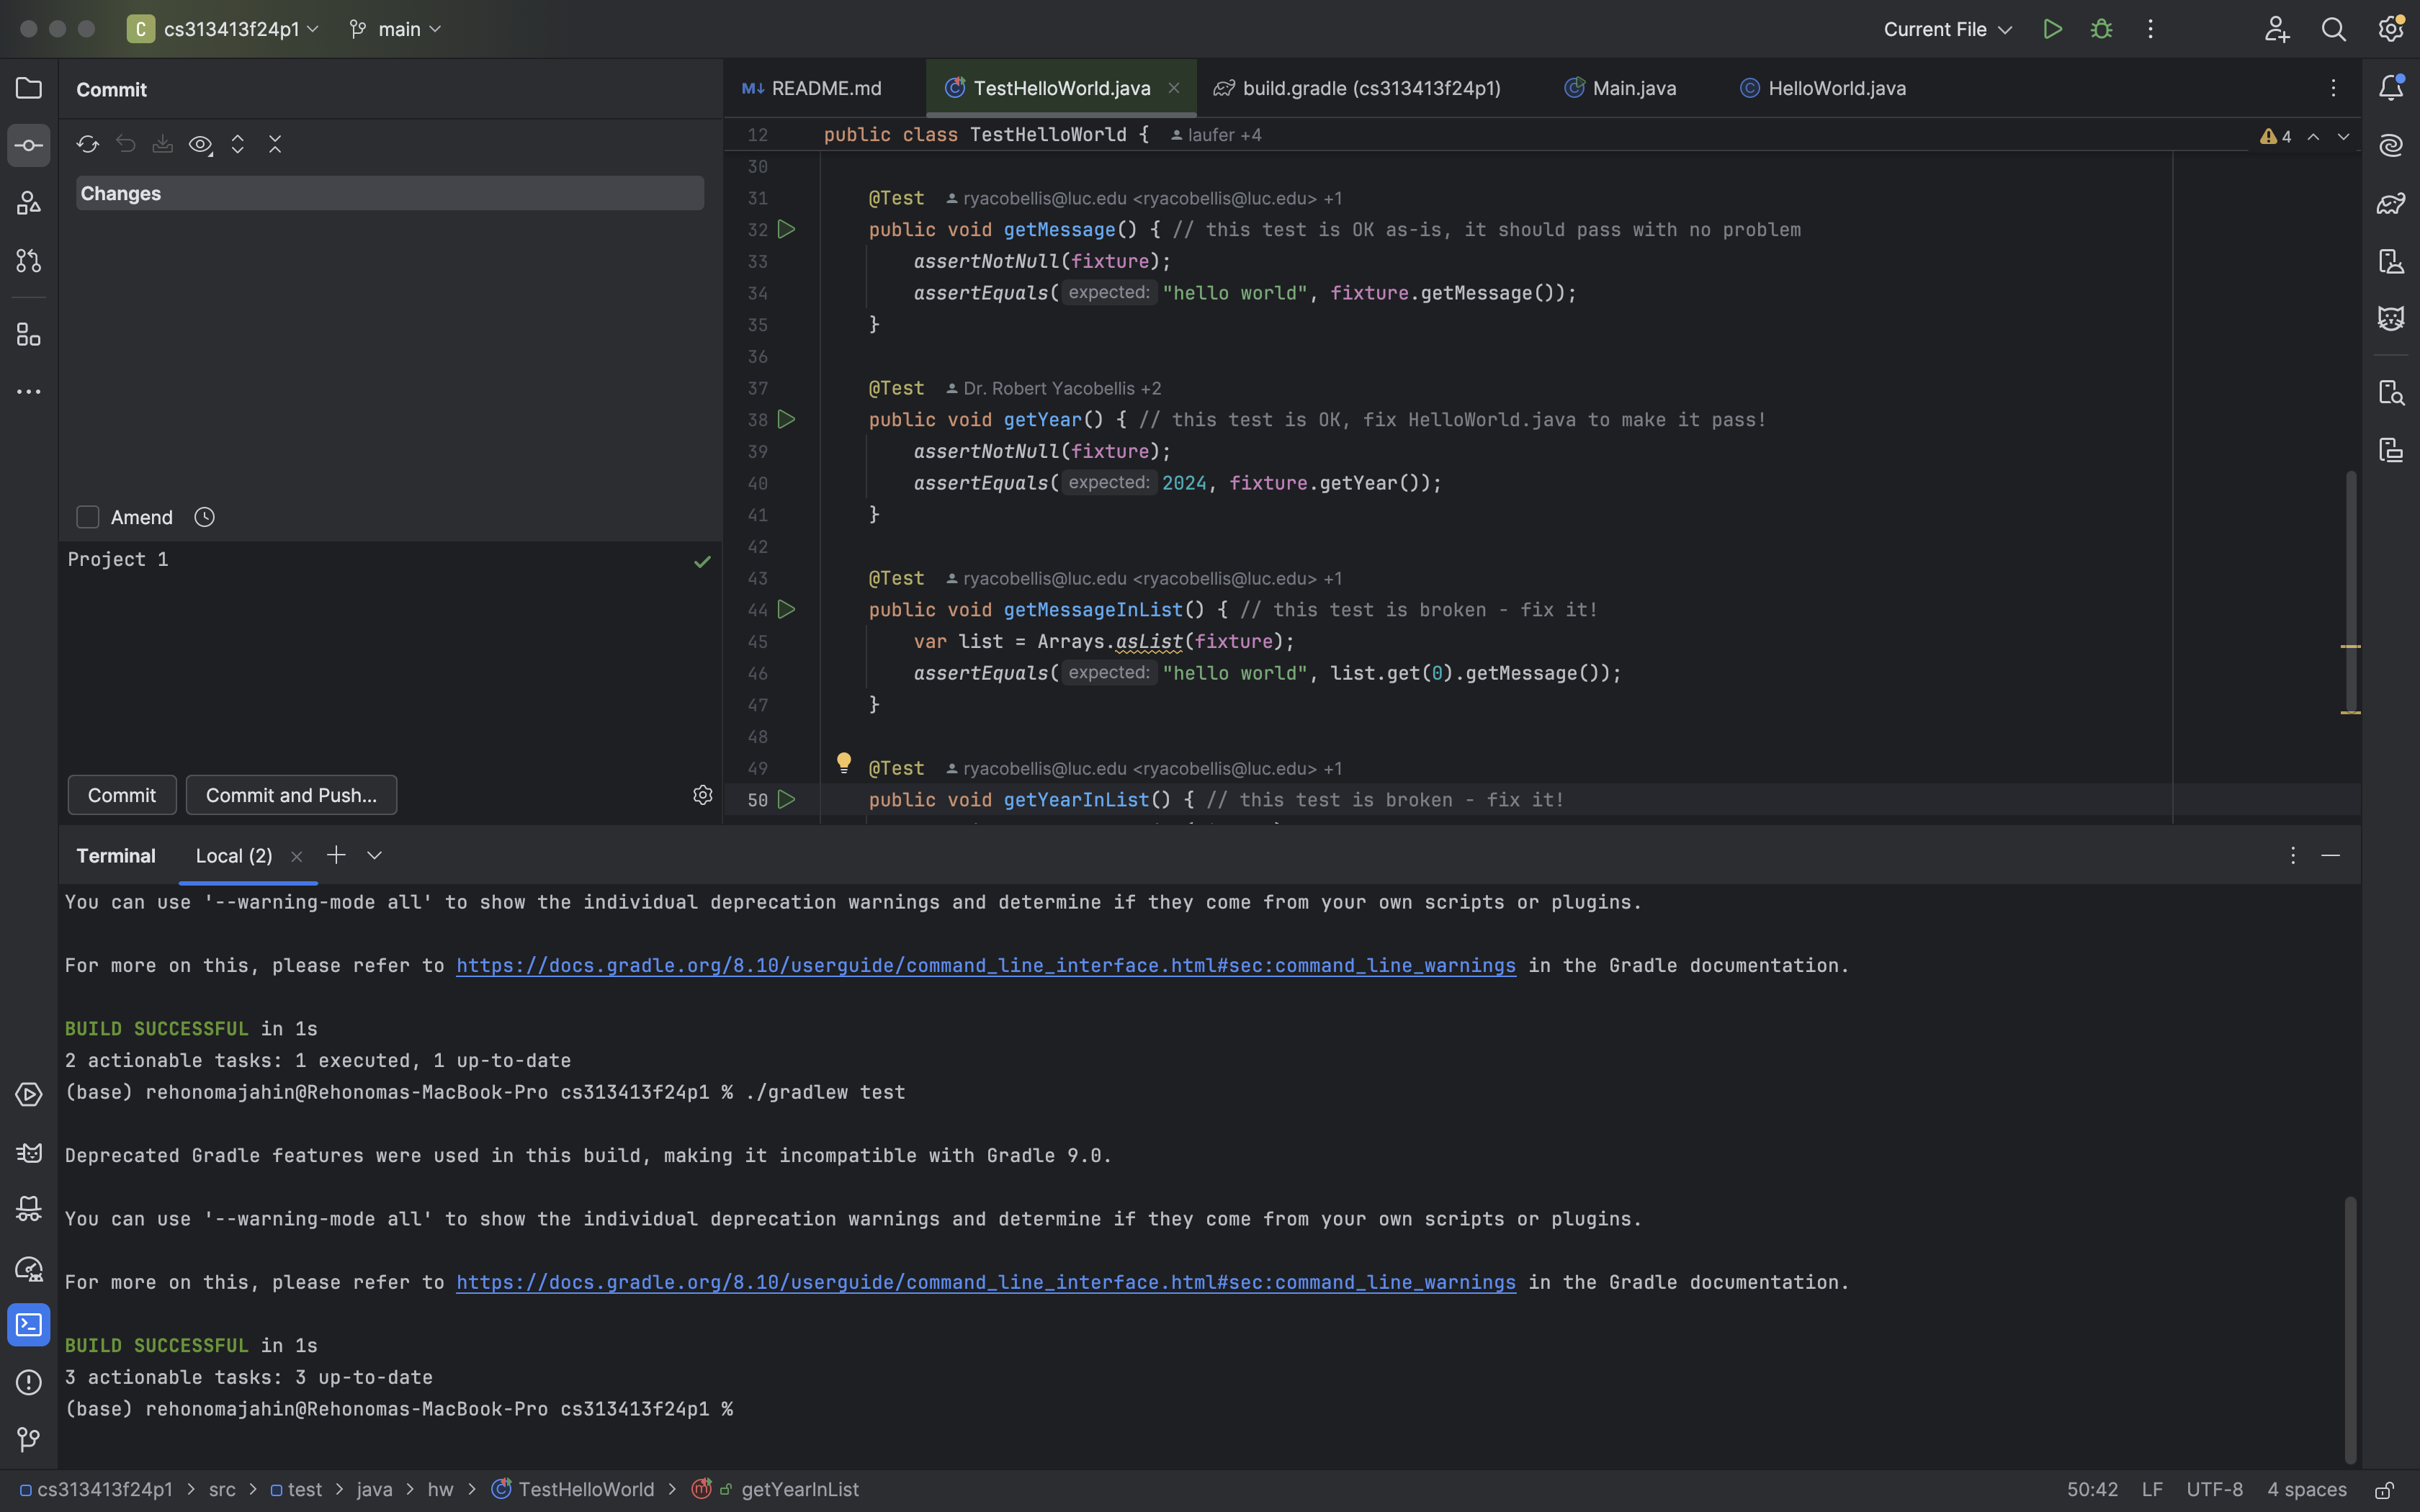 C cs313413f24p1 main Current File
Commit
Changes
Amend
Project 1
Commit Commit and Push...
README.md TestHelloWorld.java build.gradle (cs313413f24p1) Main.java HelloWorld.java
12 public class TestHelloWorld { laufer +4 4
30
31 @Test ryacobellis@luc.edu <ryacobellis@luc.edu> +1
32 public void getMessage() { // this test is OK as-is, it should pass with no problem
33 assertNotNull(fixture);
34 assertEquals( expected: "hello world", fixture.getMessage());
35 }
36
37 @Test Dr. Robert Yacobellis +2
38 public void getYear() { // this test is OK, fix HelloWorld.java to make it pass!
39 assertNotNull(fixture);
40 assertEquals( expected: 2024, fixture.getYear());
41 }
42
43 @Test ryacobellis@luc.edu <ryacobellis@luc.edu> +1
44 public void getMessageInList() { // this test is broken - fix it!
45 var list = Arrays.asList(fixture);
46 assertEquals( expected: "hello world", list.get(0).getMessage());
47 }
48
49 @Test ryacobellis@luc.edu <ryacobellis@luc.edu> +1
50 public void getYearInList() { // this test is broken - fix it!
Terminal Local (2)
You can use '--warning-mode all' to show the individual deprecation warnings and determine if they come from your own scripts or plugins.
For more on this, please refer to https://docs.gradle.org/8.10/userguide/command_line_interface.html#sec:command_line_warnings in the Gradle documentation.
BUILD SUCCESSFUL in 1s
2 actionable tasks: 1 executed, 1 up-to-date
(base) rehonomajahin@Rehonomas-MacBook-Pro cs313413f24p1 % ./gradlew test
Deprecated Gradle features were used in this build, making it incompatible with Gradle 9.0.
You can use '--warning-mode all' to show the individual deprecation warnings and determine if they come from your own scripts or plugins.
For more on this, please refer to https://docs.gradle.org/8.10/userguide/command_line_interface.html#sec:command_line_warnings in the Gradle documentation.
BUILD SUCCESSFUL in 1s
3 actionable tasks: 3 up-to-date
(base) rehonomajahin@Rehonomas-MacBook-Pro cs313413f24p1 %
cs313413f24p1 > src > test > java > hw > TestHelloWorld > getYearInList 50:42 LF UTF-8 4 spaces